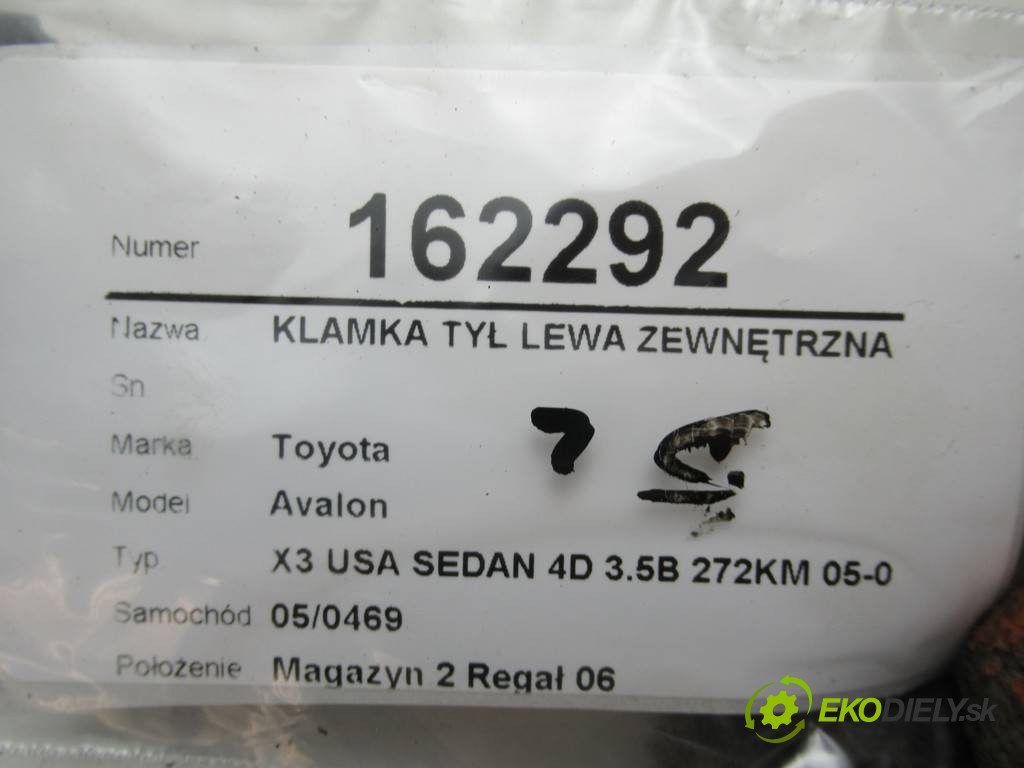 Numer 162292
Nazwa KLAMKA TYŁ LEWA ZEWNĘTRZNA
Sn
Marka Toyota
Model Avalon
Typ X3 USA SEDAN 4D 3.5B 272KM 05-0
Samochód 05/0469
Położenie Magazyn 2 Regał 06
EKODIELY.sk